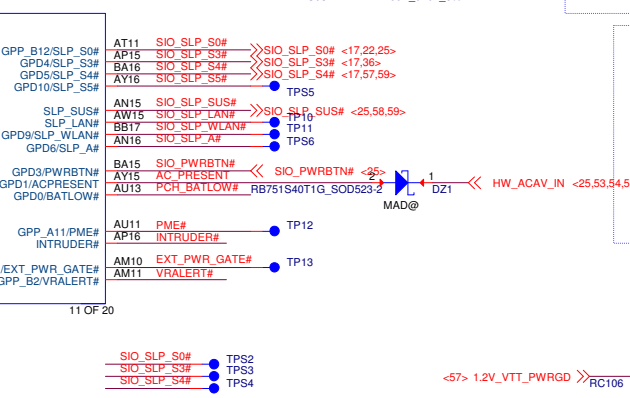 GPP_B12/SLP_S0# AT11 SIO_SLP_S0# SIO_SLP_S0# <17,22,25>
GPD4/SLP_S3# AP15 SIO_SLP_S3# SIO_SLP_S3# <17,36>
GPD5/SLP_S4# BA16 SIO_SLP_S4# SIO_SLP_S4# <17,57,59>
GPD10/SLP_S5# AY16 SIO_SLP_S5# TPS5
SLP_SUS# AN15 SIO_SLP_SUS# SIO_SLP_SUS# <25,58,59>
SLP_LAN# AW15 SIO_SLP_LAN# TP10
GPD9/SLP_WLAN# BB17 SIO_SLP_WLAN# TP11
GPD6/SLP_A# AN16 SIO_SLP_A# TPS6
GPD3/PWRBTN# BA15 SIO_PWRBTN# SIO_PWRBTN# <25>
GPD1/ACPRESENT AY15 AC_PRESENT 2 1 HW_ACAV_IN <25,53,54,5
GPD0/BATLOW# AU13 PCH_BATLOW# RB751S40T1G_SOD523-2 DZ1
MAD@
GPP_A11/PME# AU11 PME# TP12
INTRUDER# AP16 INTRUDER#
/EXT_PWR_GATE# AM10 EXT_PWR_GATE# TP13
GPP_B2/VRALERT# AM11 VRALERT#
11 OF 20
SIO_SLP_S0# TPS2
SIO_SLP_S3# TPS3
SIO_SLP_S4# TPS4
<57> 1.2V_VTT_PWRGD RC106